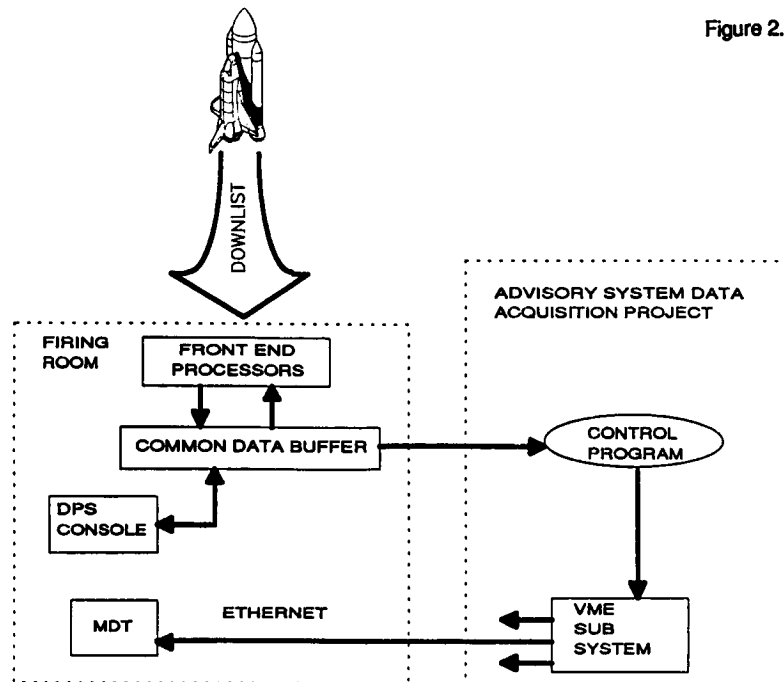 Figure 2.
DOWNLIST
FIRING
ROOM
FRONT END
PROCESSORS
COMMON DATA BUFFER
DPS
CONSOLE
MDT
ETHERNET
ADVISORY SYSTEM DATA
ACQUISITION PROJECT
CONTROL
PROGRAM
VME
SUB
SYSTEM